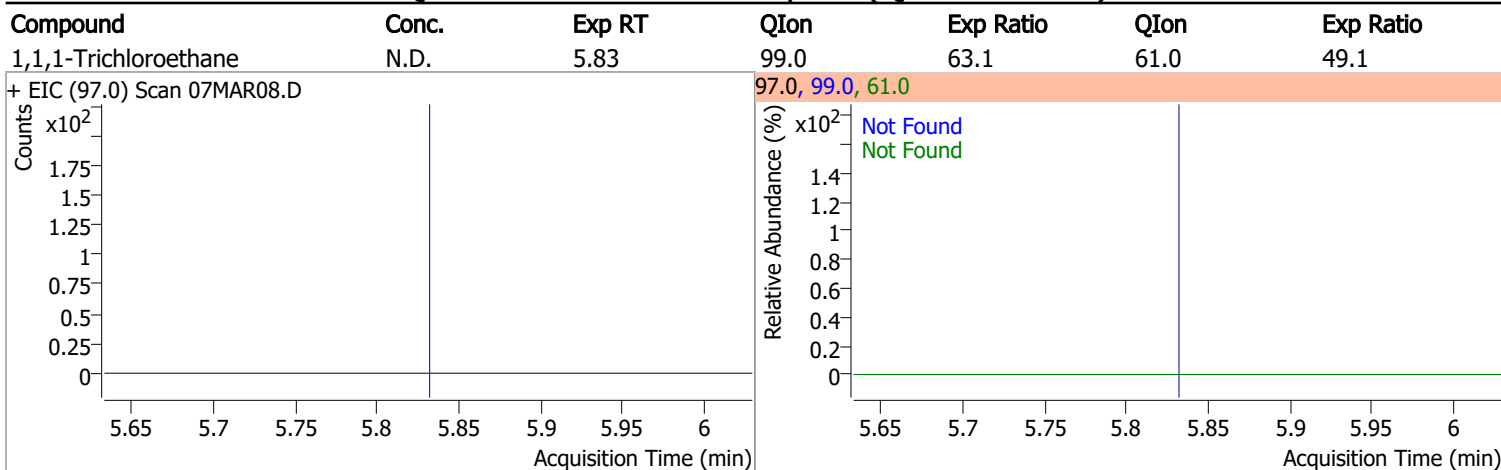 Compound Conc. Exp RT QIon Exp Ratio QIon Exp Ratio
1,1,1-Trichloroethane N.D. 5.83 99.0 63.1 61.0 49.1
+ EIC (97.0) Scan 07MAR08.D
Counts
x10²
1.75
1.5
1.25
1
0.75
0.5
0.25
0
5.65 5.7 5.75 5.8 5.85 5.9 5.95 6
Acquisition Time (min)
97.0, 99.0, 61.0
Relative Abundance (%)
x10²
Not Found
Not Found
1.4
1.2
1
0.8
0.6
0.4
0.2
0
5.65 5.7 5.75 5.8 5.85 5.9 5.95 6
Acquisition Time (min)